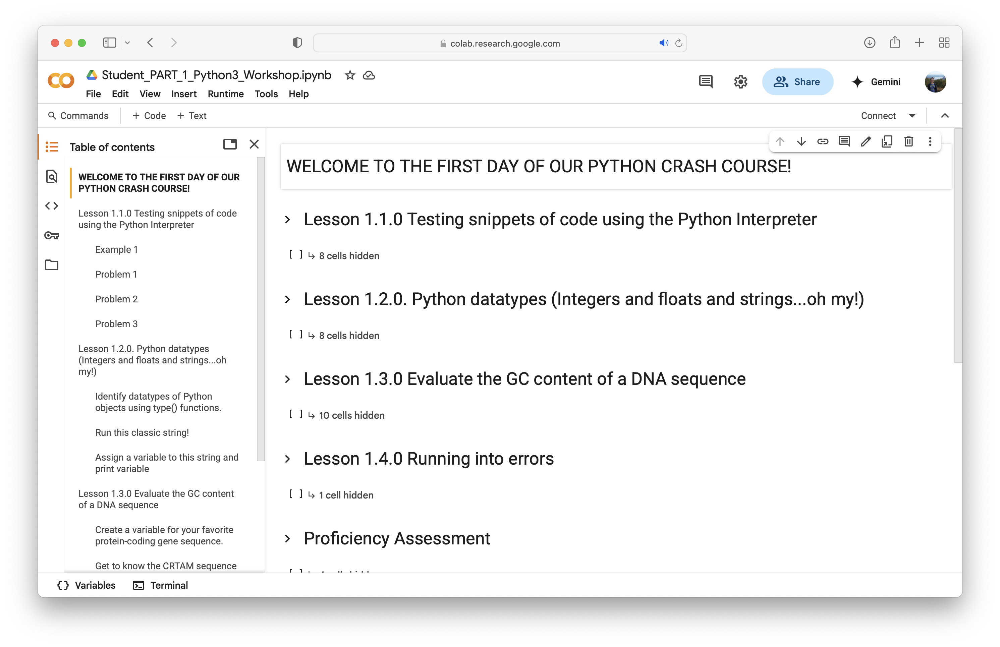 colab.research.google.com
Student_PART_1_Python3_Workshop.ipynb
File Edit View Insert Runtime Tools Help
Share
Gemini
Commands + Code + Text
Connect
Table of contents
WELCOME TO THE FIRST DAY OF OUR
PYTHON CRASH COURSE!
Lesson 1.1.0 Testing snippets of code
using the Python Interpreter
Example 1
Problem 1
Problem 2
Problem 3
Lesson 1.2.0. Python datatypes
(Integers and floats and strings...oh
my!)
Identify datatypes of Python
objects using type() functions.
Run this classic string!
Assign a variable to this string and
print variable
Lesson 1.3.0 Evaluate the GC content
of a DNA sequence
Create a variable for your favorite
protein-coding gene sequence.
Get to know the CRTAM sequence
WELCOME TO THE FIRST DAY OF OUR PYTHON CRASH COURSE!
Lesson 1.1.0 Testing snippets of code using the Python Interpreter
[ ] ↳ 8 cells hidden
Lesson 1.2.0. Python datatypes (Integers and floats and strings...oh my!)
[ ] ↳ 8 cells hidden
Lesson 1.3.0 Evaluate the GC content of a DNA sequence
[ ] ↳ 10 cells hidden
Lesson 1.4.0 Running into errors
[ ] ↳ 1 cell hidden
Proficiency Assessment
Variables Terminal